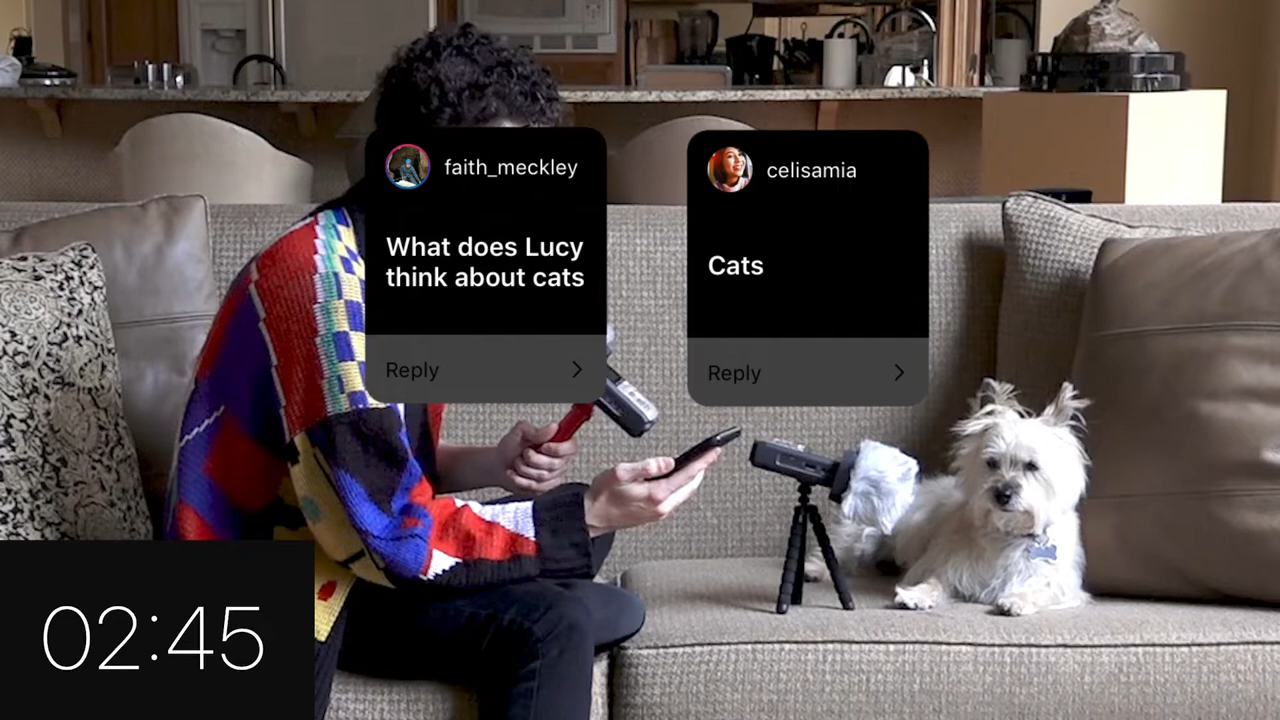 faith_meckley
What does Lucy
think about cats
Reply
celisamia
Cats
Reply
02:45